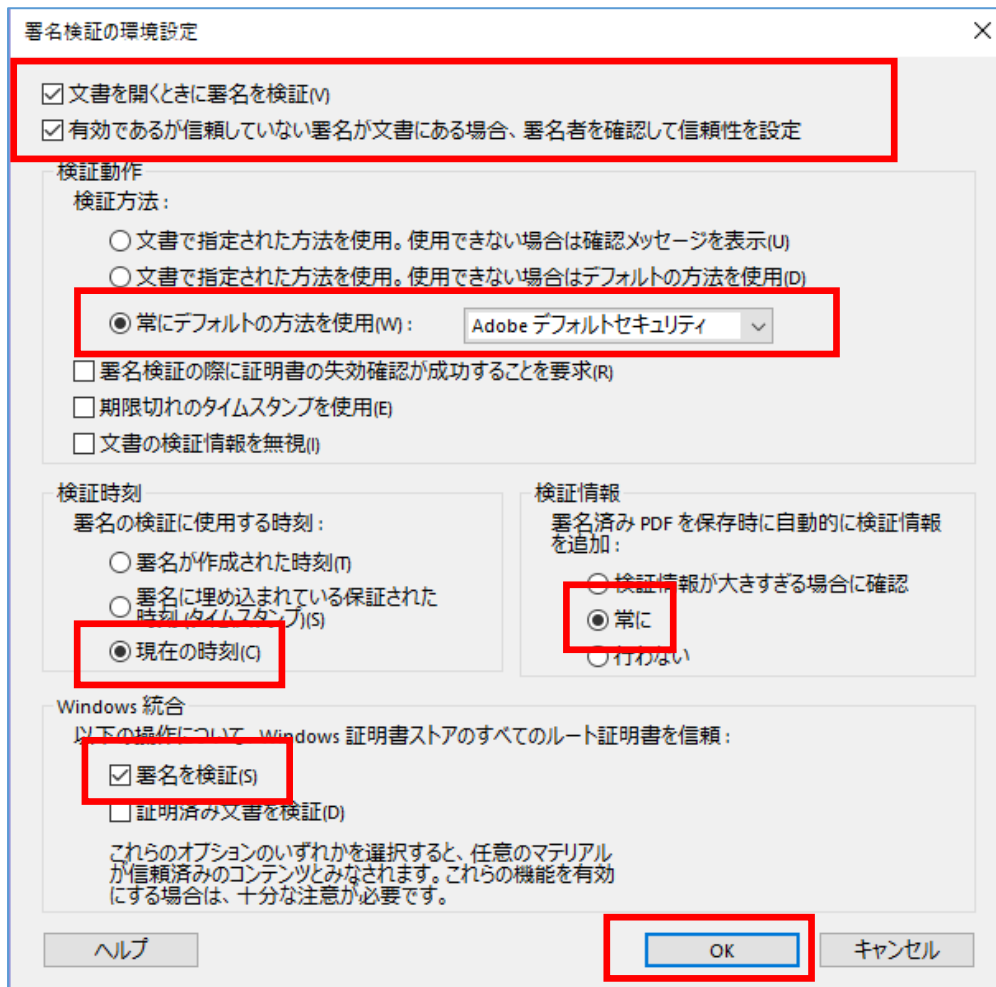 署名検証の環境設定
文書を開くときに署名を検証(V)
有効であるが信頼していない署名が文書にある場合、署名者を確認して信頼性を設定
検証動作
検証方法 :
文書で指定された方法を使用。使用できない場合は確認メッセージを表示(U)
文書で指定された方法を使用。使用できない場合はデフォルトの方法を使用(D)
常にデフォルトの方法を使用(W) : Adobe デフォルトセキュリティ
署名検証の際に証明書の失効確認が成功することを要求(R)
期限切れのタイムスタンプを使用(E)
文書の検証情報を無視(I)
検証時刻
署名の検証に使用する時刻 :
署名が作成された時刻(T)
署名に埋め込まれている保証された
時刻 (タイムスタンプ)(S)
現在の時刻(C)
検証情報
署名済み PDF を保存時に自動的に検証情報
を追加 :
検証情報が大きすぎる場合に確認
常に
行わない
Windows 統合
以下の操作について、Windows 証明書ストアのすべてのルート証明書を信頼 :
署名を検証(S)
証明済み文書を検証(D)
これらのオプションのいずれかを選択すると、任意のマテリアル
が信頼済みのコンテンツとみなされます。これらの機能を有効
にする場合は、十分な注意が必要です。
ヘルプ
OK
キャンセル